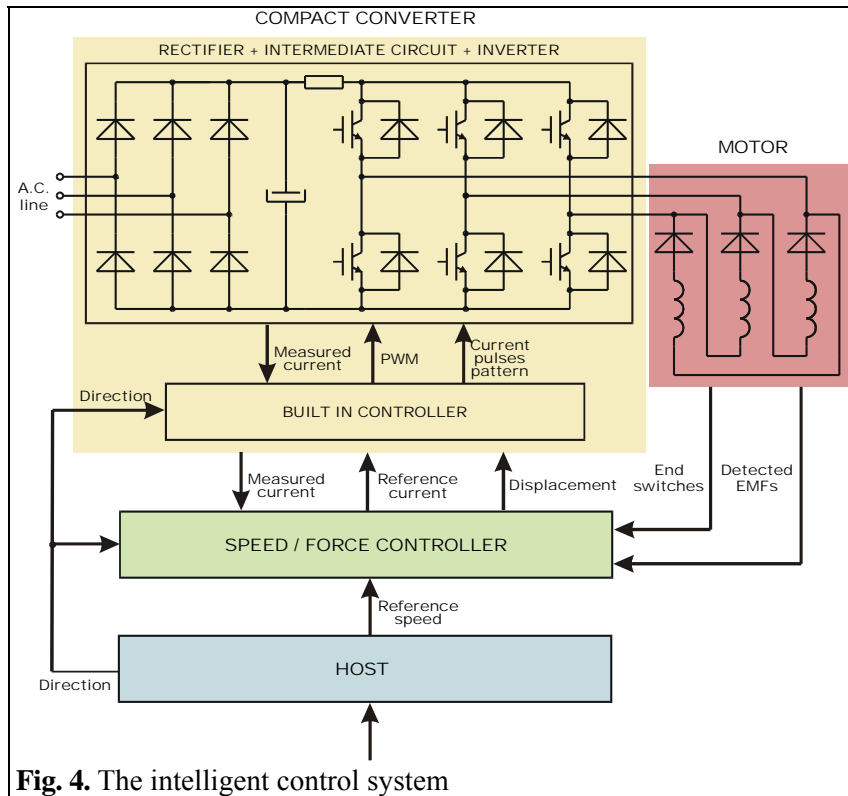 COMPACT CONVERTER
RECTIFIER + INTERMEDIATE CIRCUIT + INVERTER
MOTOR
A.C.
line
Measured
current
PWM
Current
pulses
pattern
Direction
BUILT IN CONTROLLER
Measured
current
Reference
current
Displacement
End
switches
Detected
EMFs
SPEED / FORCE CONTROLLER
Reference
speed
HOST
Direction
Fig. 4. The intelligent control system